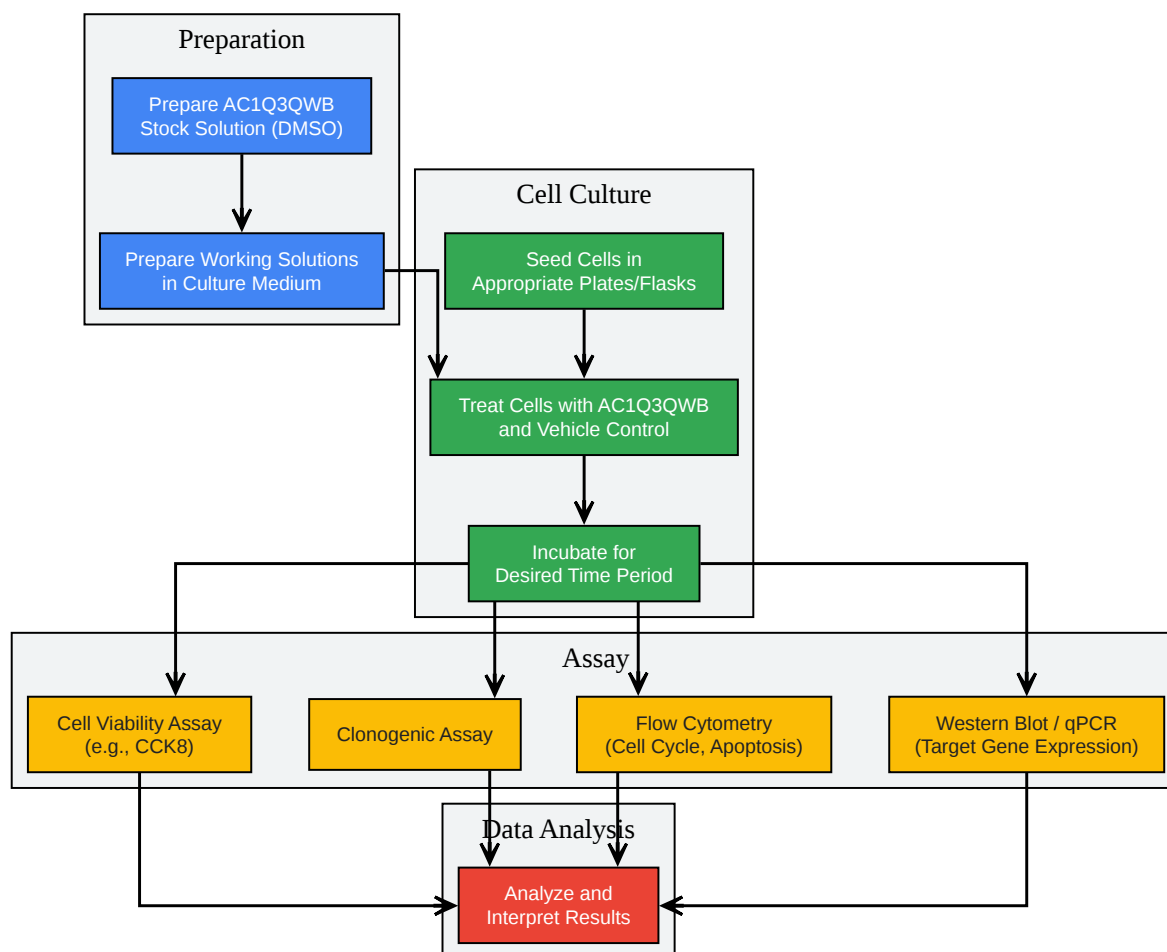 Preparation
Prepare AC1Q3QWB
Stock Solution (DMSO)
Prepare Working Solutions
in Culture Medium
Cell Culture
Seed Cells in
Appropriate Plates/Flasks
Treat Cells with AC1Q3QWB
and Vehicle Control
Incubate for
Desired Time Period
Assay
Cell Viability Assay
(e.g., CCK8)
Clonogenic Assay
Flow Cytometry
(Cell Cycle, Apoptosis)
Western Blot / qPCR
(Target Gene Expression)
Data Analysis
Analyze and
Interpret Results